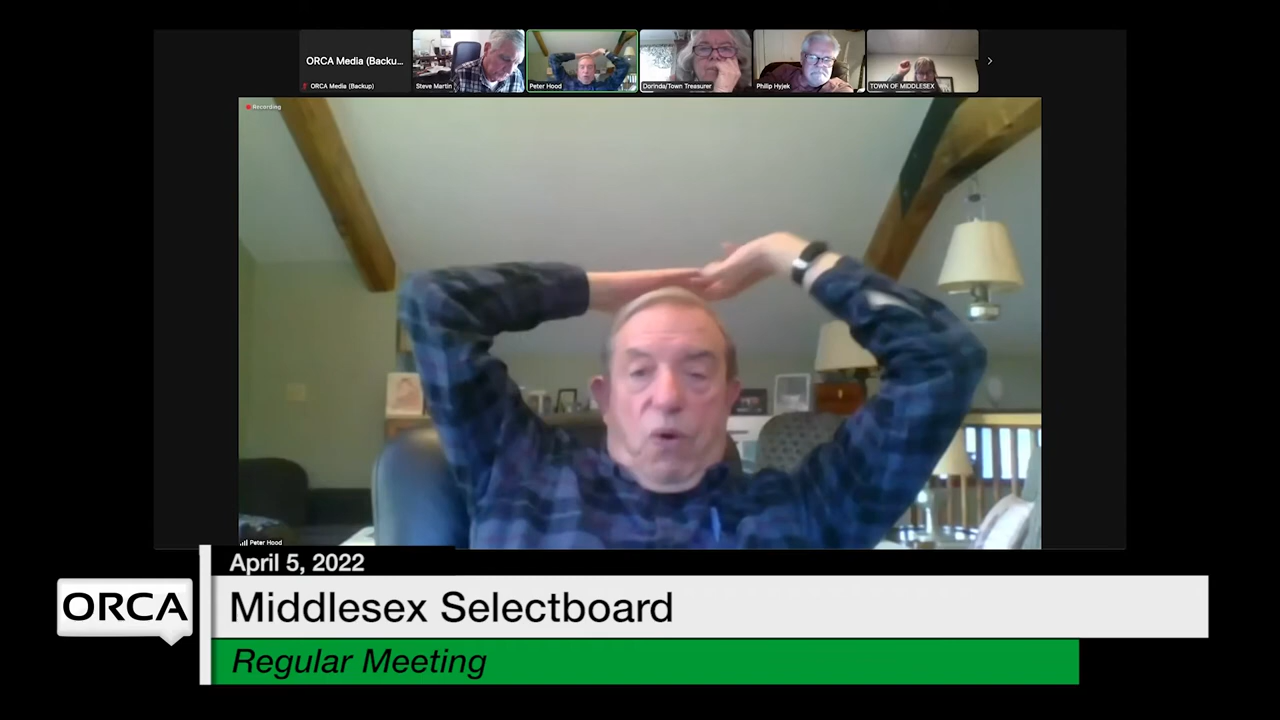 ORCA Media (Backu...
ORCA Media (Backup)
Steve Martin
Peter Hood
Dorinda/Town Treasurer
Philip Hyjek
TOWN OF MIDDLESEX
Recording
Peter Hood
April 5, 2022
ORCA
Middlesex Selectboard
Regular Meeting